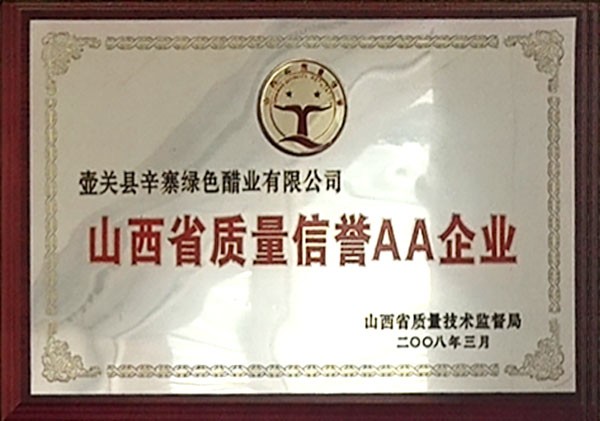 壶关县辛寨绿色醋业有限公司
山西省质量信誉AA企业
山西省质量技术监督局
二〇〇八年三月